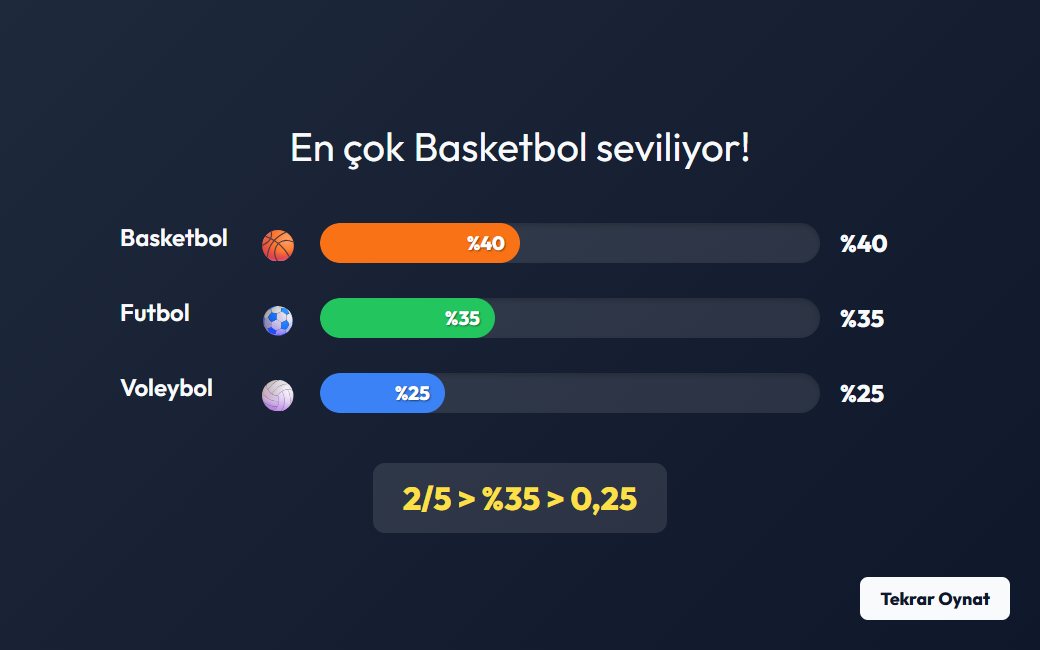 En çok Basketbol seviliyor!
Basketbol %40 %40
Futbol %35 %35
Voleybol %25 %25
2/5 > %35 > 0,25
Tekrar Oynat